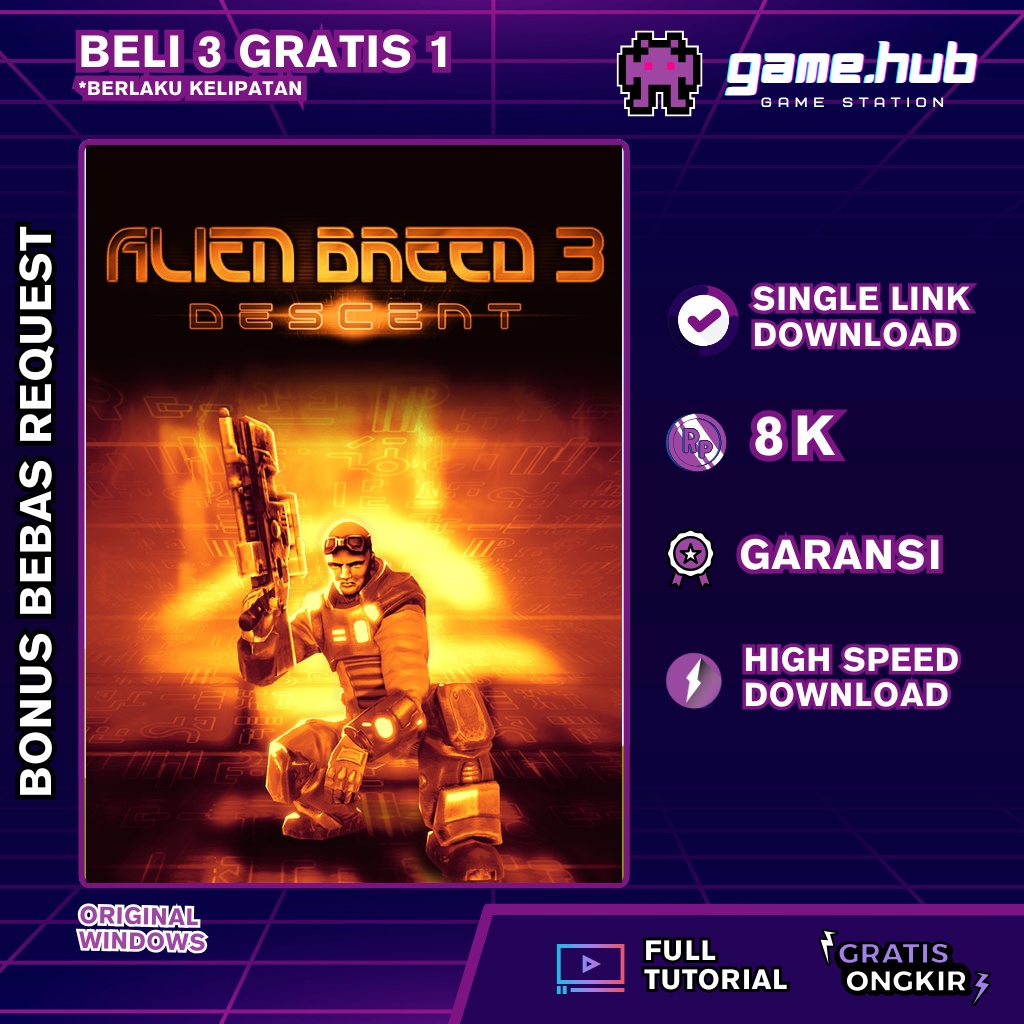 BELI 3 GRATIS 1
*BERLAKU KELIPATAN
game.hub
GAME STATION
BONUS BEBAS REQUEST
ALIEN BREED 3
DESCENT
SINGLE LINK
DOWNLOAD
Rp
8K
GARANSI
HIGH SPEED
DOWNLOAD
ORIGINAL
WINDOWS
FULL
TUTORIAL
GRATIS
ONGKIR